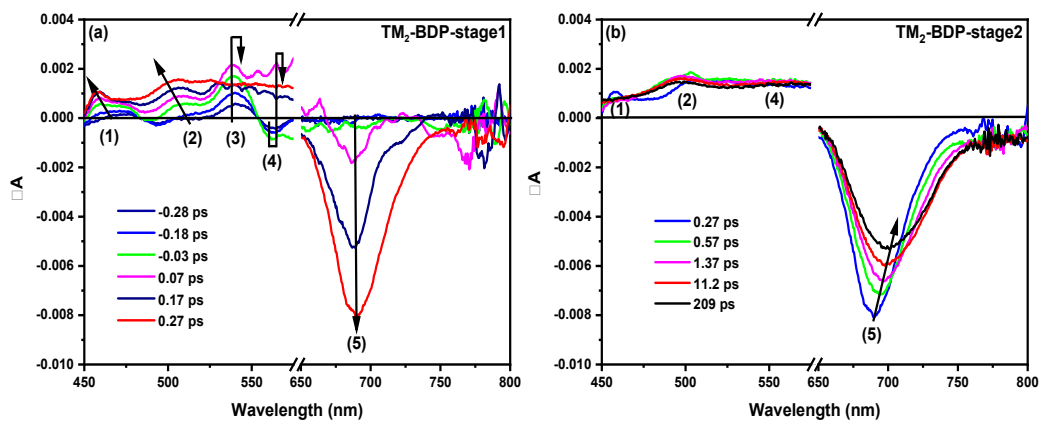 (a)
TM₂-BDP-stage1
0.004
0.002
0.000
-0.002
-0.004
-0.006
-0.008
-0.010
□A
(1)
(2)
(3)
(4)
(5)
-0.28 ps
-0.18 ps
-0.03 ps
0.07 ps
0.17 ps
0.27 ps
450 500 550 650 700 750 800
Wavelength (nm)
(b)
TM₂-BDP-stage2
0.004
0.002
0.000
-0.002
-0.004
-0.006
-0.008
-0.010
□A
(1)
(2)
(4)
(5)
0.27 ps
0.57 ps
1.37 ps
11.2 ps
209 ps
450 500 550 650 700 750 800
Wavelength (nm)